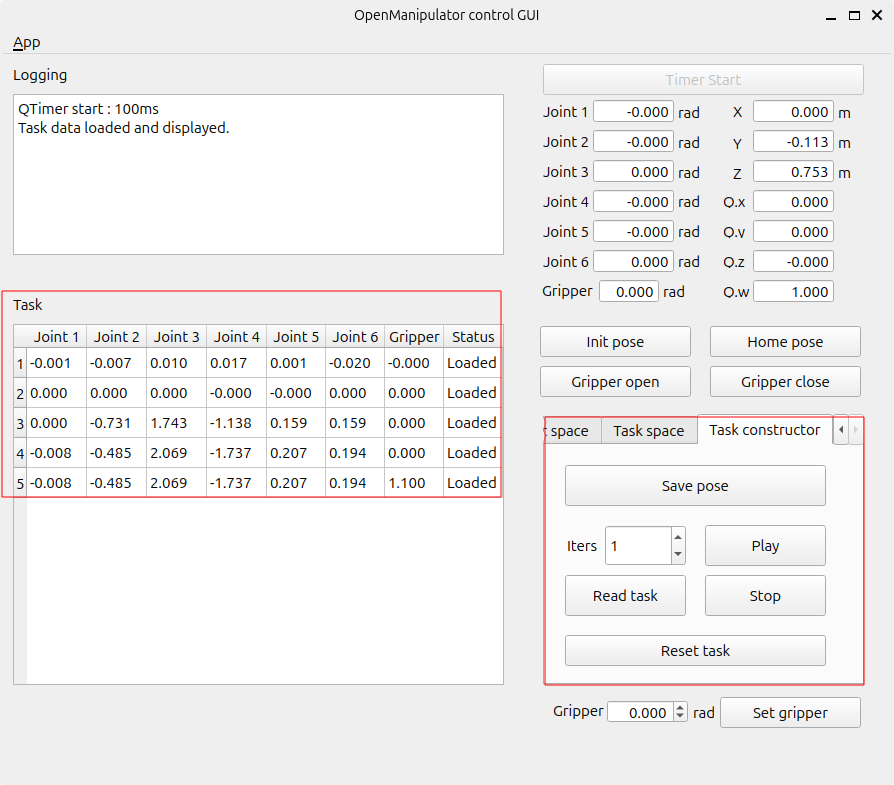 OpenManipulator control GUI
App
Logging
QTimer start : 100ms
Task data loaded and displayed.
Task
Joint 1 Joint 2 Joint 3 Joint 4 Joint 5 Joint 6 Gripper Status
1 -0.001 -0.007 0.010 0.017 0.001 -0.020 -0.000 Loaded
2 0.000 0.000 0.000 -0.000 -0.000 0.000 0.000 Loaded
3 0.000 -0.731 1.743 -1.138 0.159 0.159 0.000 Loaded
4 -0.008 -0.485 2.069 -1.737 0.207 0.194 0.000 Loaded
5 -0.008 -0.485 2.069 -1.737 0.207 0.194 1.100 Loaded
Timer Start
Joint 1 -0.000 rad X 0.000 m
Joint 2 -0.000 rad Y -0.113 m
Joint 3 0.000 rad Z 0.753 m
Joint 4 -0.000 rad Q.x 0.000
Joint 5 -0.000 rad Q.y 0.000
Joint 6 0.000 rad Q.z -0.000
Gripper 0.000 rad Q.w 1.000
Init pose Home pose
Gripper open Gripper close
t space Task space Task constructor
Save pose
Iters 1 Play
Read task Stop
Reset task
Gripper 0.000 rad Set gripper